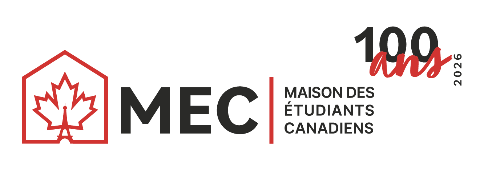 100
ans
2026
MEC
MAISON DES
ÉTUDIANTS
CANADIENS